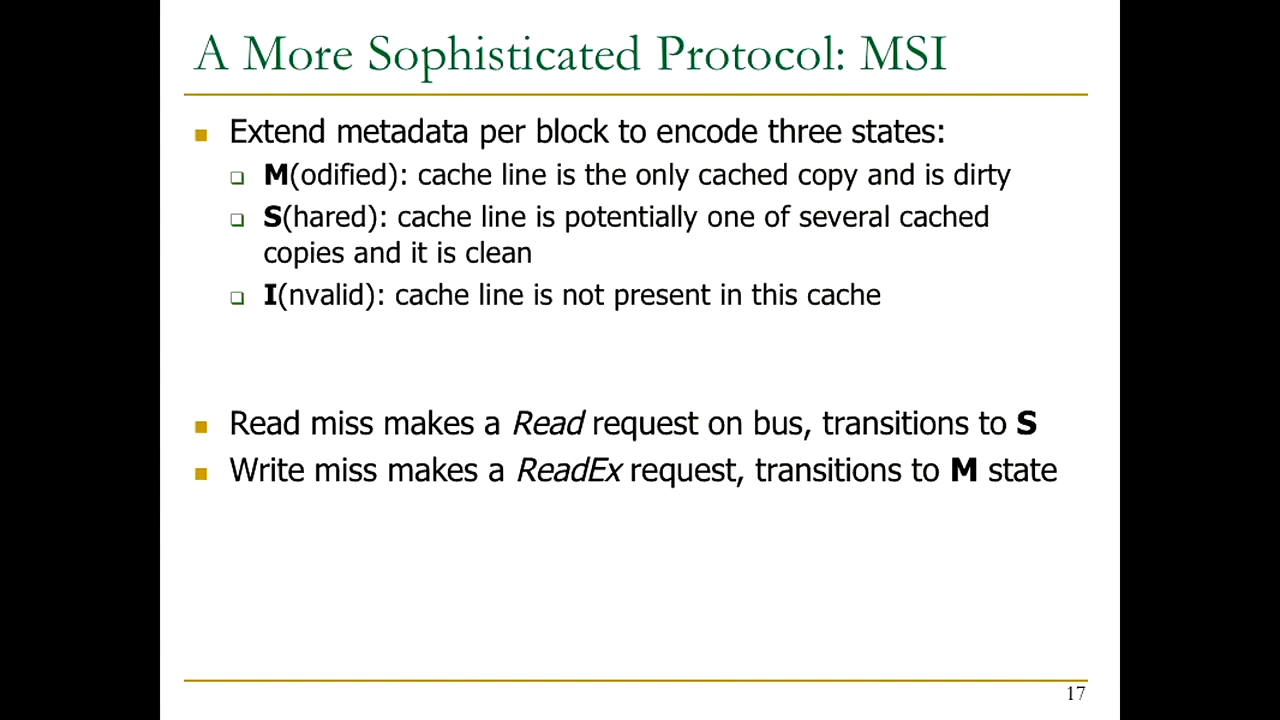 A More Sophisticated Protocol: MSI
Extend metadata per block to encode three states:
M(odified): cache line is the only cached copy and is dirty
S(hared): cache line is potentially one of several cached
copies and it is clean
I(nvalid): cache line is not present in this cache
Read miss makes a Read request on bus, transitions to S
Write miss makes a ReadEx request, transitions to M state
17